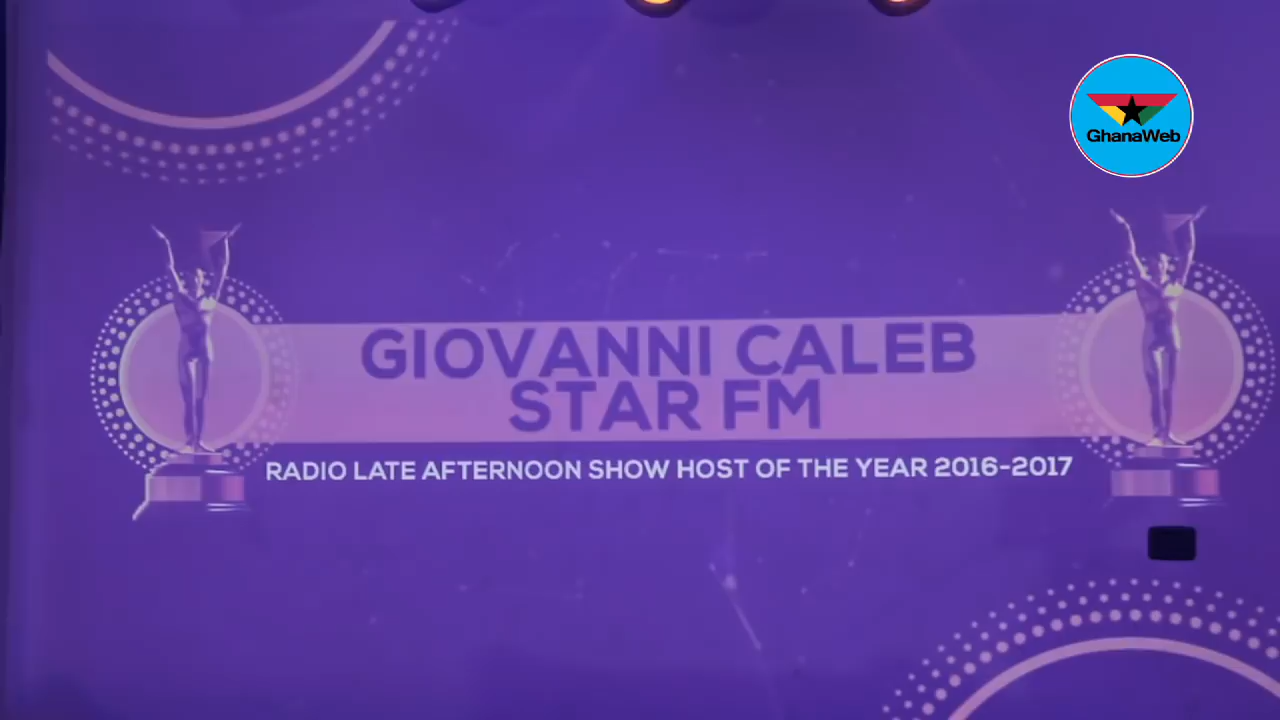 GhanaWeb
GIOVANNI CALEB
STAR FM
RADIO LATE AFTERNOON SHOW HOST OF THE YEAR 2016-2017